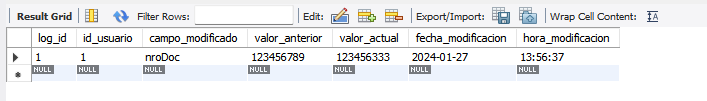 Result Grid Filter Rows: Edit: Export/Import: Wrap Cell Content: IA
log_id id_usuario campo_modificado valor_anterior valor_actual fecha_modificacion hora_modificacion
1 1 nroDoc 123456789 123456333 2024-01-27 13:56:37
NULL NULL NULL NULL NULL NULL NULL